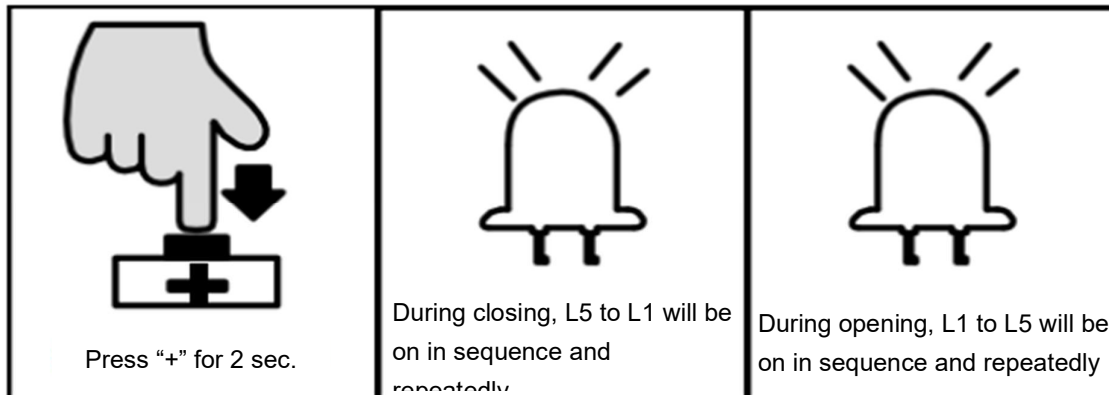 Press “+” for 2 sec.
During closing, L5 to L1 will be
on in sequence and
repeatedly
During opening, L1 to L5 will be
on in sequence and repeatedly